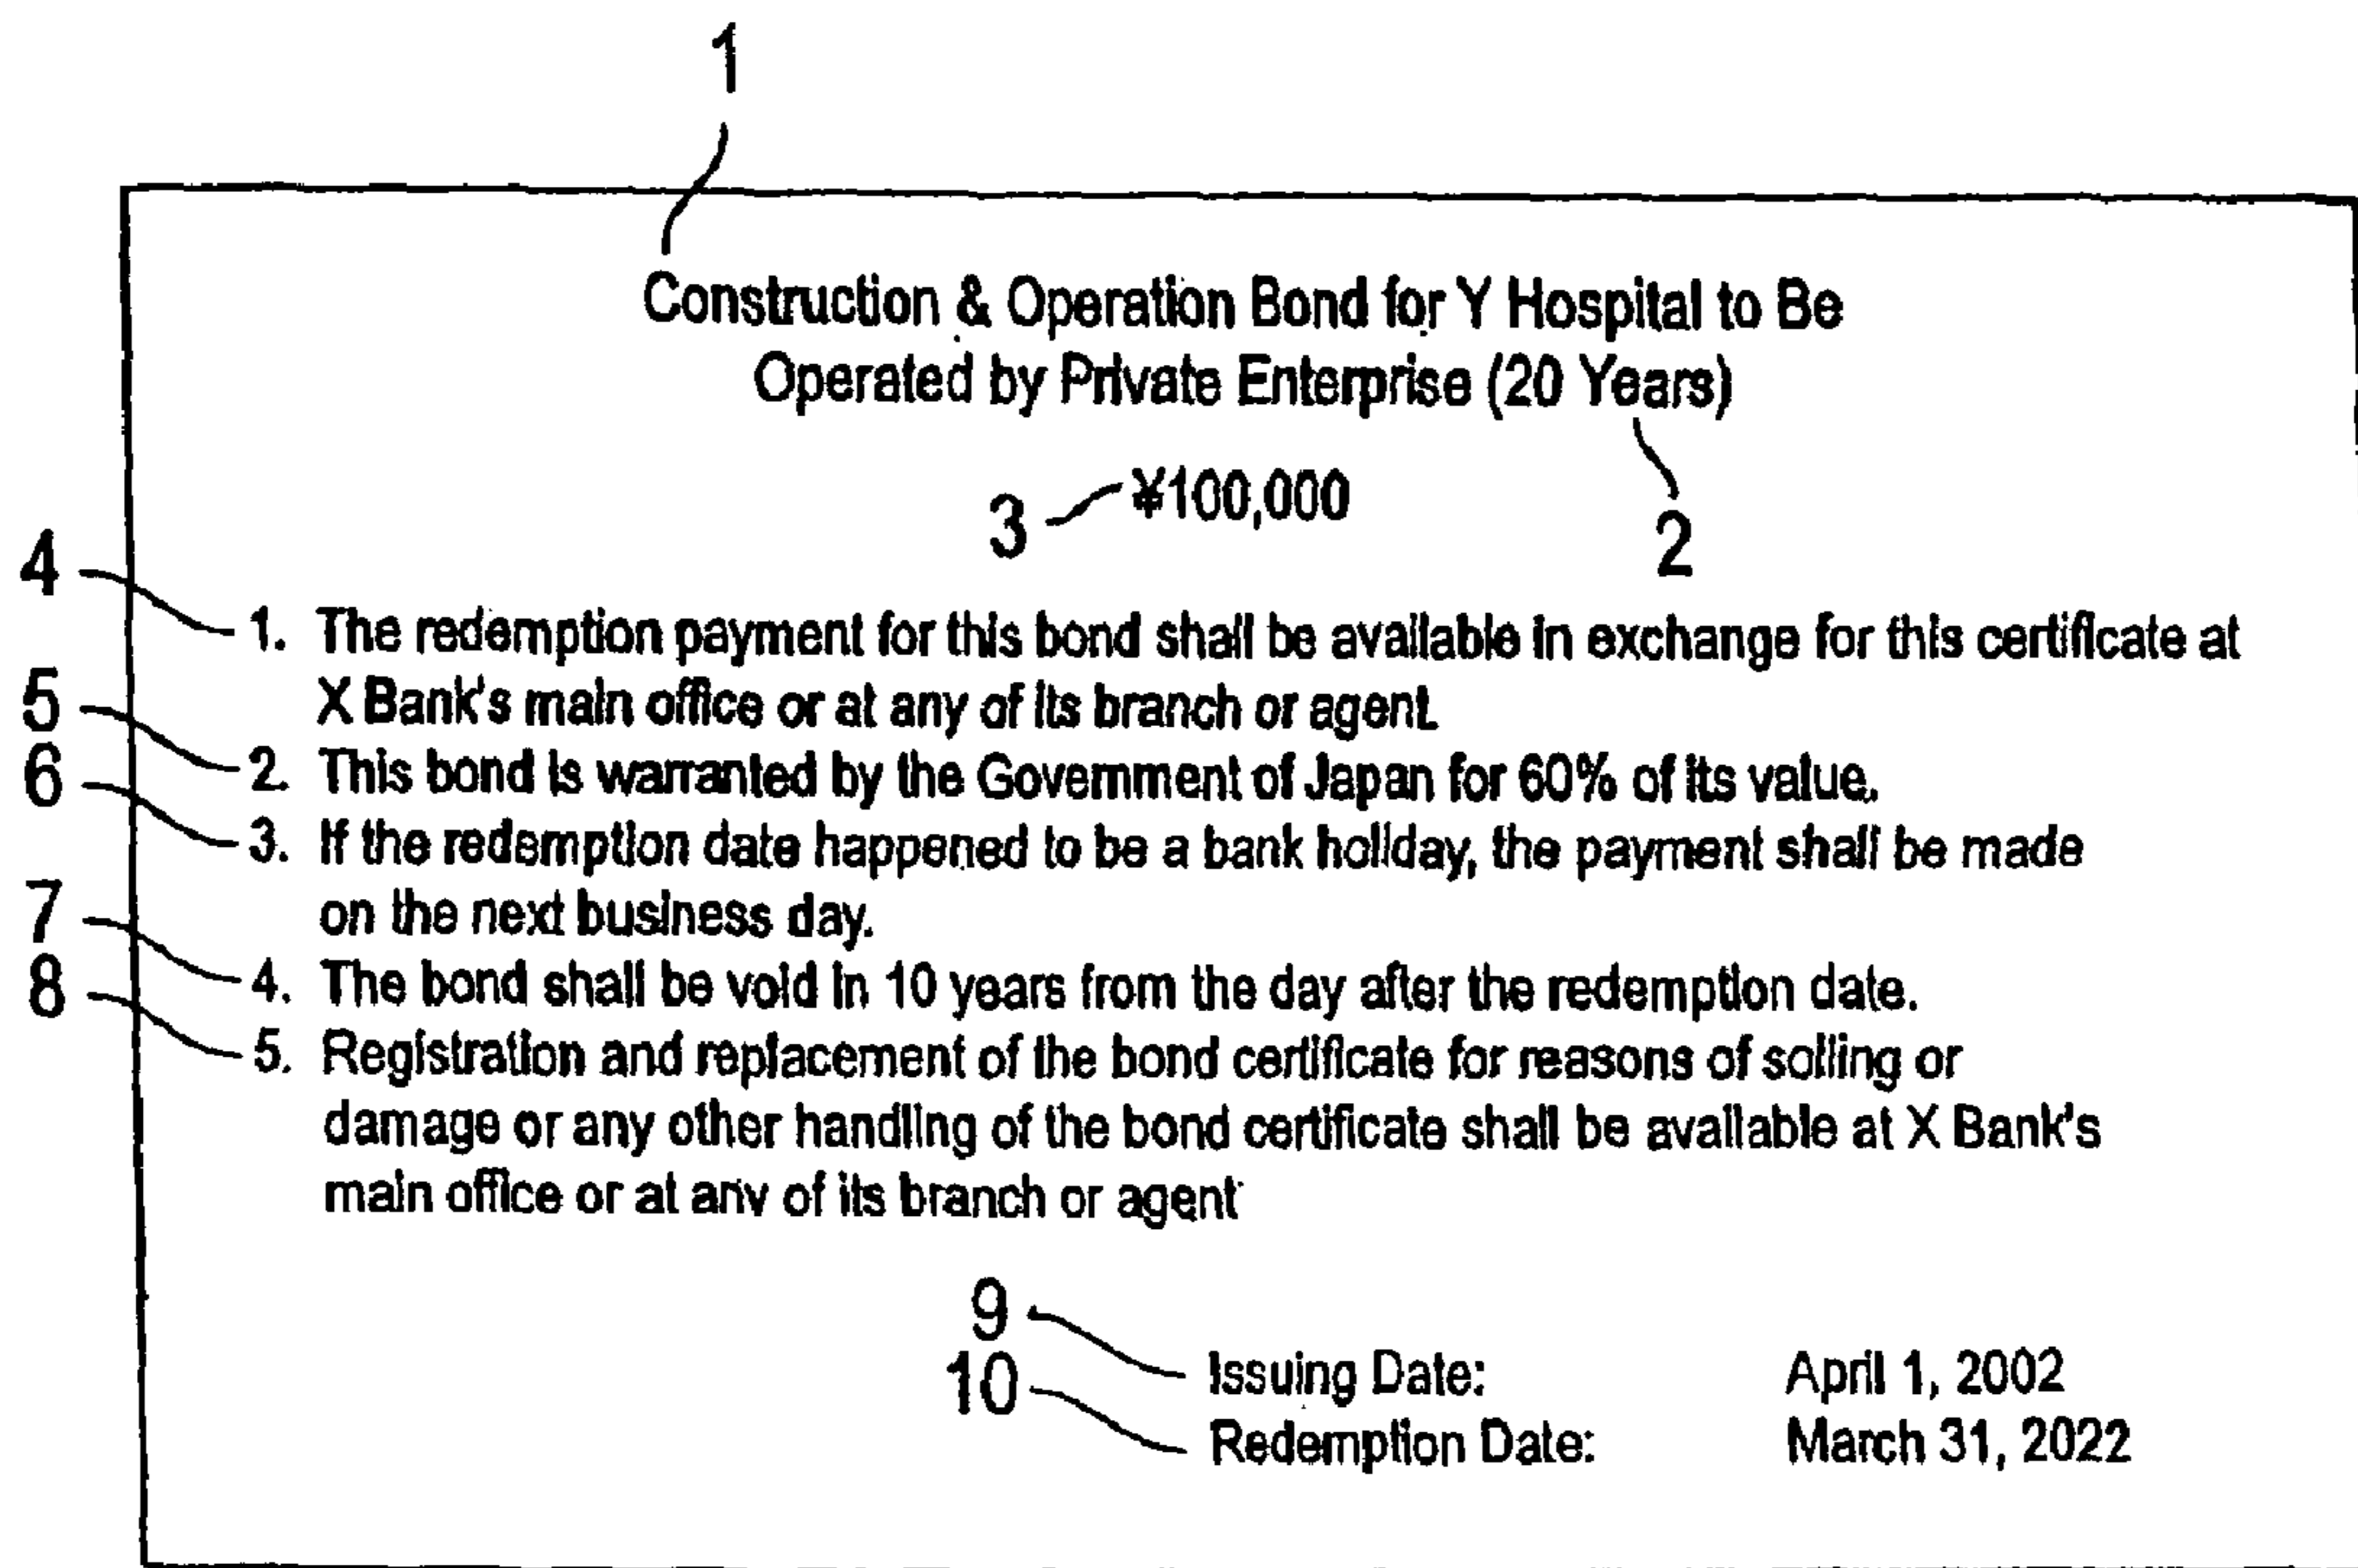 1
Construction & Operation Bond for Y Hospital to Be
Operated by Private Enterprise (20 Years)
3 ¥100,000 2
4
1. The redemption payment for this bond shall be available in exchange for this certificate at
5 X Bank's main office or at any of its branch or agent.
6 2. This bond is warranted by the Government of Japan for 60% of its value.
3. If the redemption date happened to be a bank holiday, the payment shall be made
7 on the next business day.
8 4. The bond shall be void in 10 years from the day after the redemption date.
5. Registration and replacement of the bond certificate for reasons of soiling or
damage or any other handling of the bond certificate shall be available at X Bank's
main office or at any of its branch or agent
9
Issuing Date: April 1, 2002
10
Redemption Date: March 31, 2022